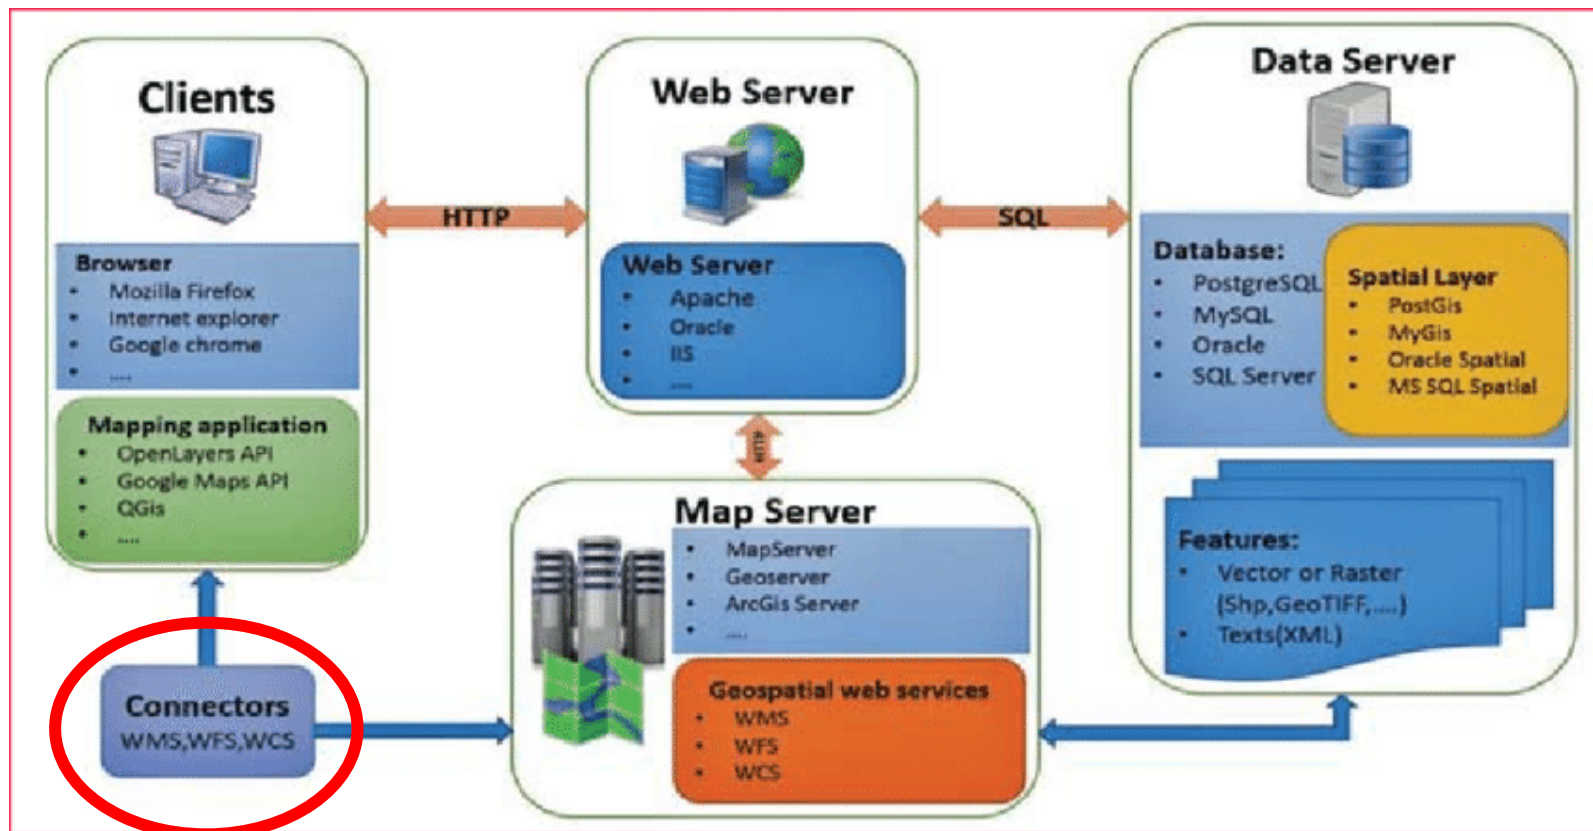 Clients
Browser
• Mozilla Firefox
• Internet explorer
• Google chrome
• ....
Mapping application
• OpenLayers API
• Google Maps API
• QGis
• ....
Connectors
WMS,WFS,WCS
HTTP
Web Server
Web Server
• Apache
• Oracle
• IIS
• ....
HTTP
Map Server
• MapServer
• Geoserver
• ArcGis Server
• ....
Geospatial web services
• WMS
• WFS
• WCS
SQL
Data Server
Database:
• PostgreSQL
• MySQL
• Oracle
• SQL Server
Spatial Layer
• PostGis
• MyGis
• Oracle Spatial
• MS SQL Spatial
Features:
• Vector or Raster
(Shp,GeoTIFF,....)
• Texts(XML)